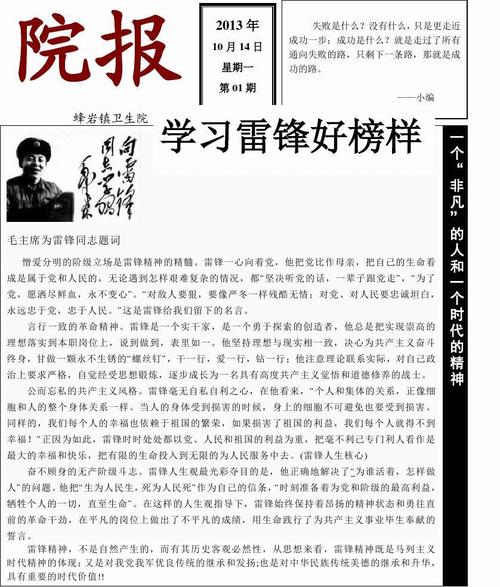 院报
2013 年
10 月 14 日
星期一
第 01 期
失败是什么？没有什么，只是更走近
成功一步；成功是什么？就是走过了所有
通向失败的路，只剩下一条路，那就是成
功的路。
——小编
蜂岩镇卫生院
学习雷锋好榜样
向雷锋
同志学习
毛泽东
毛主席为雷锋同志题词
憎爱分明的阶级立场是雷锋精神的精髓。雷锋一心向着党，他把党比作母亲，把自己的生命看
成是属于党和人民的，无论遇到怎样艰难复杂的情况，都“坚决听党的话，一辈子跟党走”，“为了
党，愿洒尽鲜血，永不变心”。“对敌人要狠，要像严冬一样残酷无情；对党、对人民要忠诚坦白，
永远忠于党，忠于人民。”这是雷锋给我们留下的名言。
言行一致的革命精神。雷锋是一个实干家，是一个勇于探索的创造者，他总是把实现崇高的
理想落实到本职岗位上，说到做到，表里如一。他坚持理想与现实相一致，决心为共产主义奋斗
终身，甘做一颗永不生锈的“螺丝钉”，干一行，爱一行，钻一行；他注意理论联系实际，对自己政
治上要求严格，自觉经受思想锻炼，逐步成长为一名具有高度共产主义觉悟和道德修养的战士。
公而忘私的共产主义风格。雷锋毫无自私自利之心，在他看来，“个人和集体的关系，正像细
胞和人的整个身体关系一样。当人的身体受到损害的时候，身上的细胞不可避免也要受到损害。
同样的，我们每个人的幸福也依赖于祖国的繁荣，如果损害了祖国的利益，我们每个人就得不到
幸福！”正因为如此，雷锋时时处处都以党、人民和祖国的利益为重，把毫不利己专门利人看作是
最大的幸福和快乐，把有限的生命投入到无限的为人民服务中去。(雷锋人生核心)
奋不顾身的无产阶级斗志。雷锋人生观最光彩夺目的是，他正确地解决了“为谁活着，怎样做
人”的问题。他把“生为人民生，死为人民死”作为自己的信条，“时刻准备着为党和阶级的最高利益，
牺牲个人的一切，直至生命”。在这样的人生观指导下，雷锋始终保持着昂扬的精神状态和勇往直
前的革命干劲，在平凡的岗位上做出了不平凡的成绩，用生命践行了为共产主义事业毕生奉献的
誓言。
雷锋精神，不是自然产生的，而有其历史客观必然性，从思想来看，雷锋精神既是马列主义
时代精神的体现；又是对我党我军优良传统的继承和发扬；也是对中华民族传统美德的继承和升华，
具有重要的时代价值!!
一个“非凡”的人和一个时代的精神